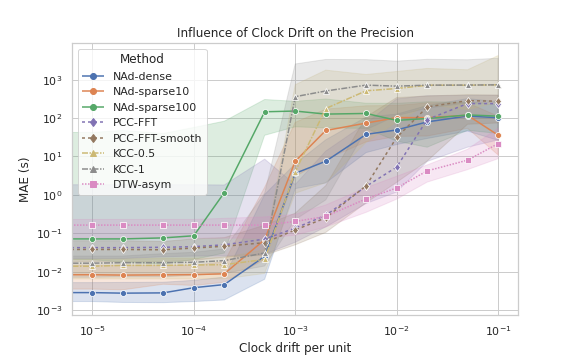 Influence of Clock Drift on the Precision
Method
NAd-dense
NAd-sparse10
NAd-sparse100
PCC-FFT
PCC-FFT-smooth
KCC-0.5
KCC-1
DTW-asym
MAE (s)
10³
10²
10¹
10⁰
10⁻¹
10⁻²
10⁻³
10⁻⁵
10⁻⁴
10⁻³
10⁻²
10⁻¹
Clock drift per unit